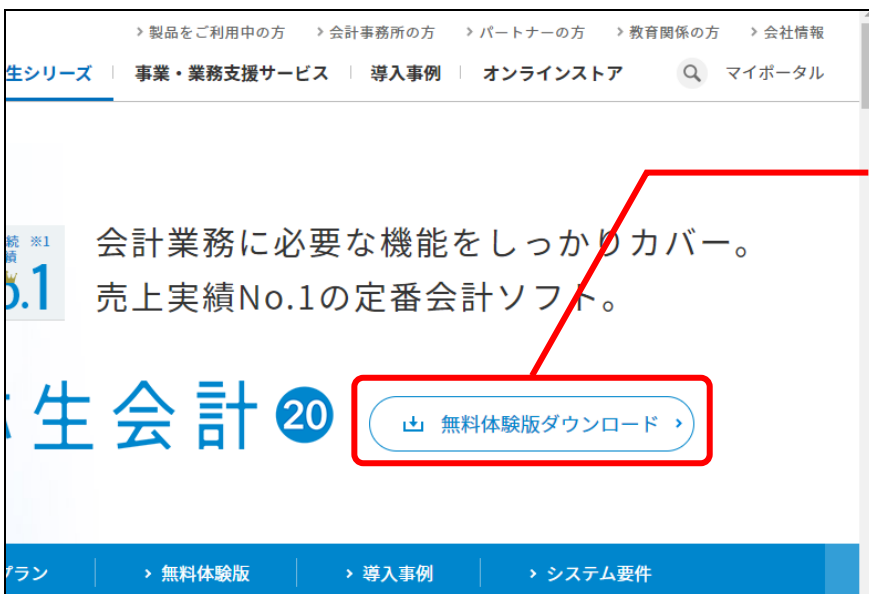 製品をご利用中の方 会計事務所の方 パートナーの方 教育関係の方 会社情報
生シリーズ 事業・業務支援サービス 導入事例 オンラインストア マイポータル
続 ※1
績
.1
会計業務に必要な機能をしっかりカバー。
売上実績No.1の定番会計ソフト。
生会計 20 無料体験版ダウンロード
プラン 無料体験版 導入事例 システム要件